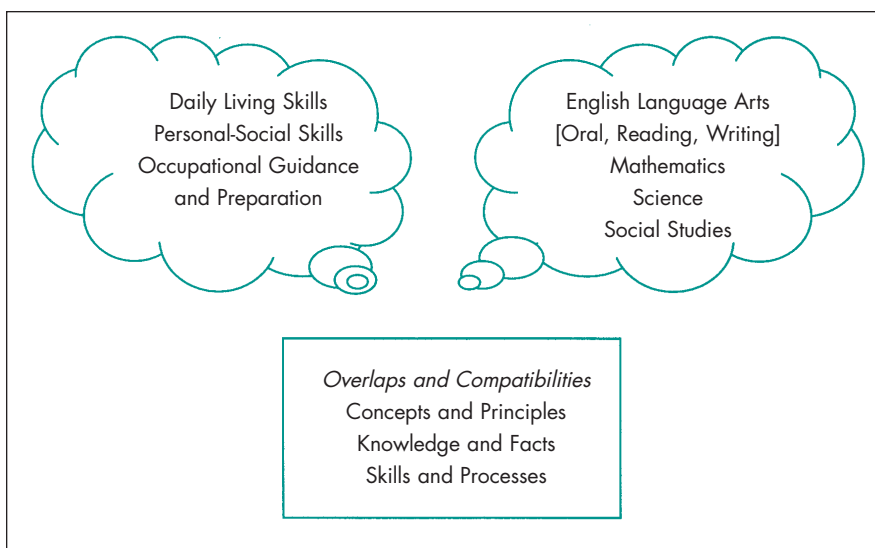 Daily Living Skills
Personal-Social Skills
Occupational Guidance
and Preparation
English Language Arts
[Oral, Reading, Writing]
Mathematics
Science
Social Studies
Overlaps and Compatibilities
Concepts and Principles
Knowledge and Facts
Skills and Processes